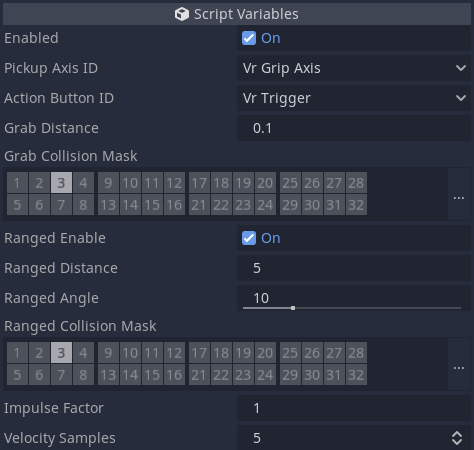 Script Variables
Enabled On
Pickup Axis ID Vr Grip Axis
Action Button ID Vr Trigger
Grab Distance 0.1
Grab Collision Mask
1 2 3 4 9 10 11 12 17 18 19 20 25 26 27 28
5 6 7 8 13 14 15 16 21 22 23 24 29 30 31 32
...
Ranged Enable On
Ranged Distance 5
Ranged Angle 10
Ranged Collision Mask
1 2 3 4 9 10 11 12 17 18 19 20 25 26 27 28
5 6 7 8 13 14 15 16 21 22 23 24 29 30 31 32
...
Impulse Factor 1
Velocity Samples 5